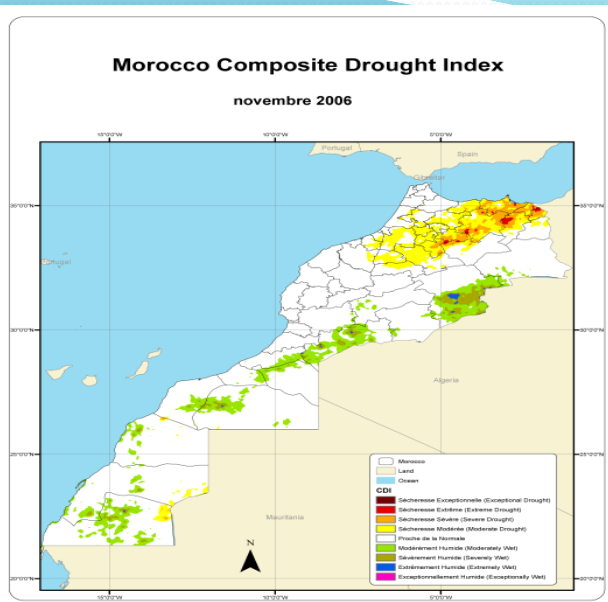 Morocco Composite Drought Index
novembre 2006
15°0'0"W 10°0'0"W 5°0'0"W
Portugal
Spain
Gibraltar
35°0'0"N 35°0'0"N
Portugal
30°0'0"N 30°0'0"N
Algeria
25°0'0"N 25°0'0"N
Mauritania
N
20°0'0"N 20°0'0"N
15°0'0"W 10°0'0"W 5°0'0"W
Morocco
Land
Ocean
CDI
Sécheresse Exceptionnelle (Exceptional Drought)
Sécheresse Extrême (Extreme Drought)
Sécheresse Sévère (Severe Drought)
Sécheresse Modérée (Moderate Drought)
Proche de la Normale
Modérément Humide (Moderately Wet)
Sévèrement Humide (Severely Wet)
Extrêmement Humide (Extremely Wet)
Exceptionnellement Humide (Exceptionally Wet)